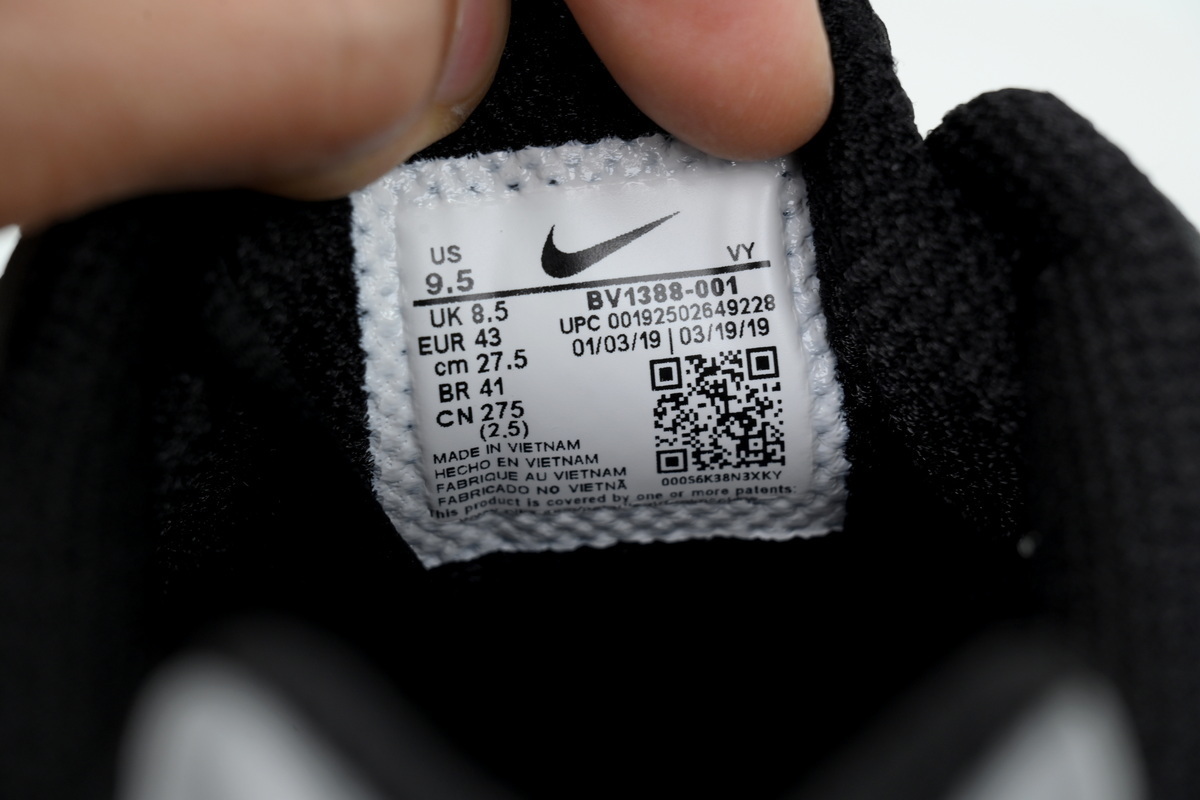 US
9.5
VY
UK 8.5
EUR 43
cm 27.5
BR 41
CN 275
(2.5)
BV1388-001
UPC 00192502649228
01/03/19 | 03/19/19
000S6K38N3XKY
MADE IN VIETNAM
HECHO EN VIETNAM
FABRIQUE AU VIETNAM
FABRICADO NO VIETNÃ
This product is covered by one or more patents: